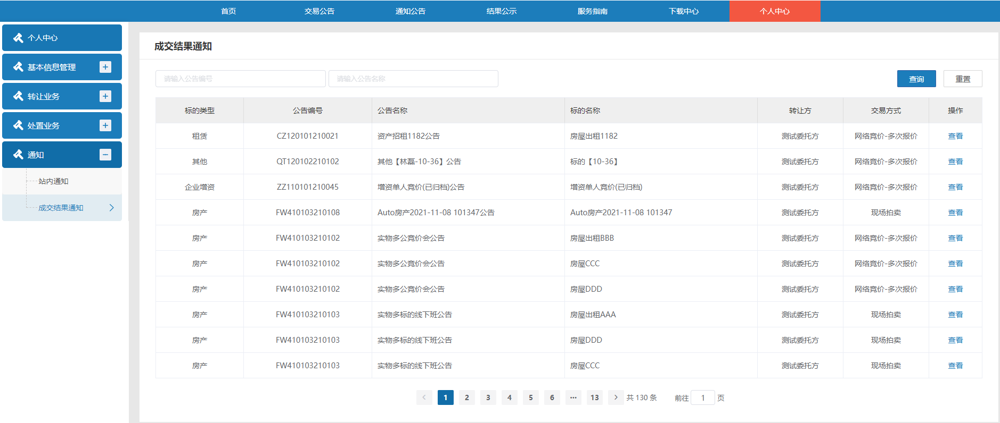 首页 交易公告 通知公告 结果公示 服务指南 下载中心 个人中心
个人中心
基本信息管理
转让业务
处置业务
通知
站内通知
成交结果通知
成交结果通知
请输入公告编号 请输入公告名称 查询 重置
标的类型 公告编号 公告名称 标的名称 转让方 交易方式 操作
租赁 CZ120101210021 资产招租1182公告 房屋出租1182 测试委托方 网络竞价-多次报价 查看
其他 QT120102210102 其他【林磊-10-36】公告 标的【10-36】 测试委托方 网络竞价-多次报价 查看
企业增资 ZZ110101210045 增资单人竞价(已归档)公告 增资单人竞价(已归档) 测试委托方 网络竞价-多次报价 查看
房产 FW410103210108 Auto房产2021-11-08 101347公告 Auto房产2021-11-08 101347 测试委托方 现场拍卖 查看
房产 FW410103210102 实物多公竞价会公告 房屋出租BBB 测试委托方 网络竞价-多次报价 查看
房产 FW410103210102 实物多公竞价会公告 房屋CCC 测试委托方 网络竞价-多次报价 查看
房产 FW410103210102 实物多公竞价会公告 房屋DDD 测试委托方 网络竞价-多次报价 查看
房产 FW410103210103 实物多标的线下班公告 房屋出租AAA 测试委托方 现场拍卖 查看
房产 FW410103210103 实物多标的线下班公告 房屋DDD 测试委托方 现场拍卖 查看
房产 FW410103210103 实物多标的线下班公告 房屋CCC 测试委托方 现场拍卖 查看
1 2 3 4 5 6 ··· 13 共 130 条 前往 1 页